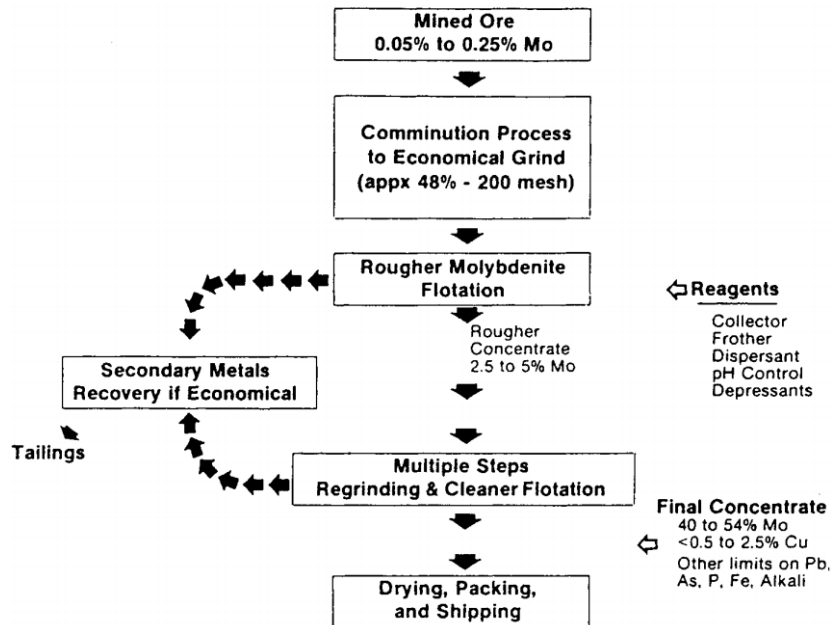 Mined Ore
0.05% to 0.25% Mo
Comminution Process
to Economical Grind
(appx 48% - 200 mesh)
Rougher Molybdenite
Flotation
Reagents
Collector
Frother
Dispersant
pH Control
Depressants
Rougher
Concentrate
2.5 to 5% Mo
Secondary Metals
Recovery if Economical
Tailings
Multiple Steps
Regrinding & Cleaner Flotation
Final Concentrate
40 to 54% Mo
<0.5 to 2.5% Cu
Other limits on Pb,
As, P, Fe, Alkali
Drying, Packing,
and Shipping